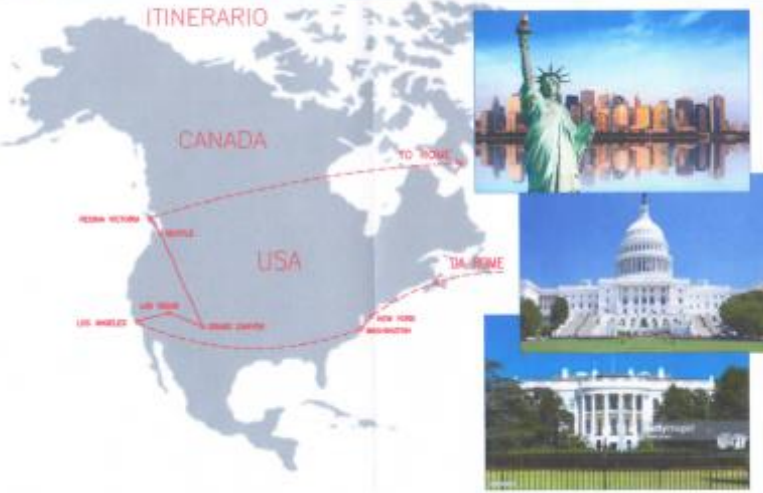 ITINERARIO
CANADA
TO ROME
REGINA VICTORIA
SEATTLE
USA
DA ROME
LAS VEGAS
LOS ANGELES
GRAND CANYON
NEW YORK
WASHINGTON
gettyimages